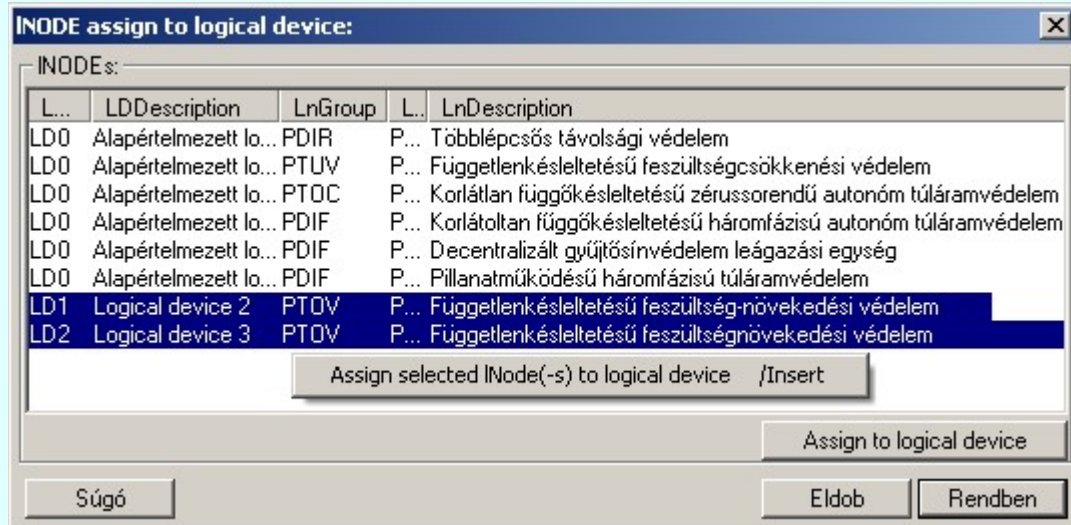 lNODE assign to logical device:
lNODEs:
L... LDDescription LnGroup L.. LnDescription
LD0 Alapértelmezett lo... PDIR P... Többlépcsős távolsági védelem
LD0 Alapértelmezett lo... PTUV P... Függetlenkésleltetésű feszültségcsökkenési védelem
LD0 Alapértelmezett lo... PTOC P... Korlátlan függőkésleltetésű zérussorendű autonóm túláramvédelem
LD0 Alapértelmezett lo... PDIF P... Korlátoltan függőkésleltetésű háromfázisú autonóm túláramvédelem
LD0 Alapértelmezett lo... PDIF P... Decentralizált gyűjtősínvédelem leágazási egység
LD0 Alapértelmezett lo... PDIF P... Pillanatműködésű háromfázisú túláramvédelem
LD1 Logical device 2 PTOV P... Függetlenkésleltetésű feszültség-növekedési védelem
LD2 Logical device 3 PTOV P... Függetlenkésleltetésű feszültségnövekedési védelem
Assign selected lNode(-s) to logical device /Insert
Assign to logical device
Súgó Eldob Rendben